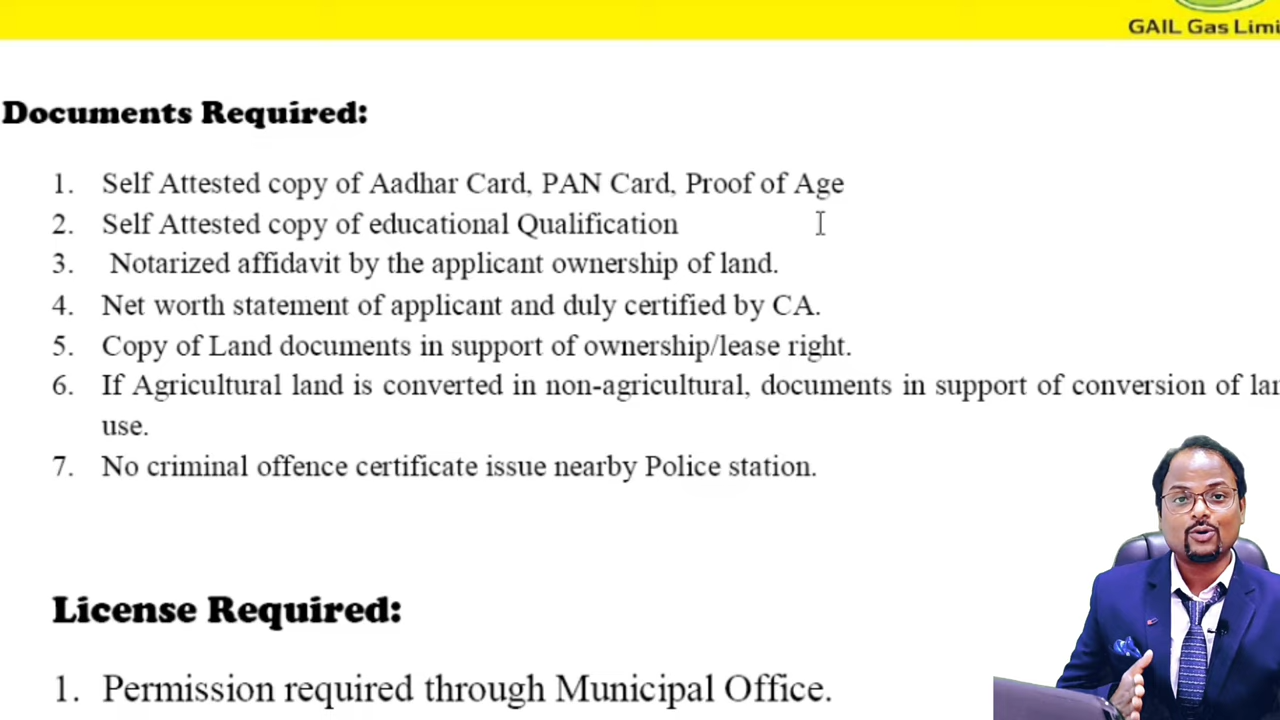 GAIL Gas
Documents Required:
1. Self Attested copy of Aadhar Card, PAN Card, Proof of Age
2. Self Attested copy of educational Qualification
3. Notarized affidavit by the applicant ownership of land.
4. Net worth statement of applicant and duly certified by CA.
5. Copy of Land documents in support of ownership/lease right.
6. If Agricultural land is converted in non-agricultural, documents in support of conversion of
use.
7. No criminal offence certificate issue nearby Police station.
License Required:
1. Permission required through Municipal Office.